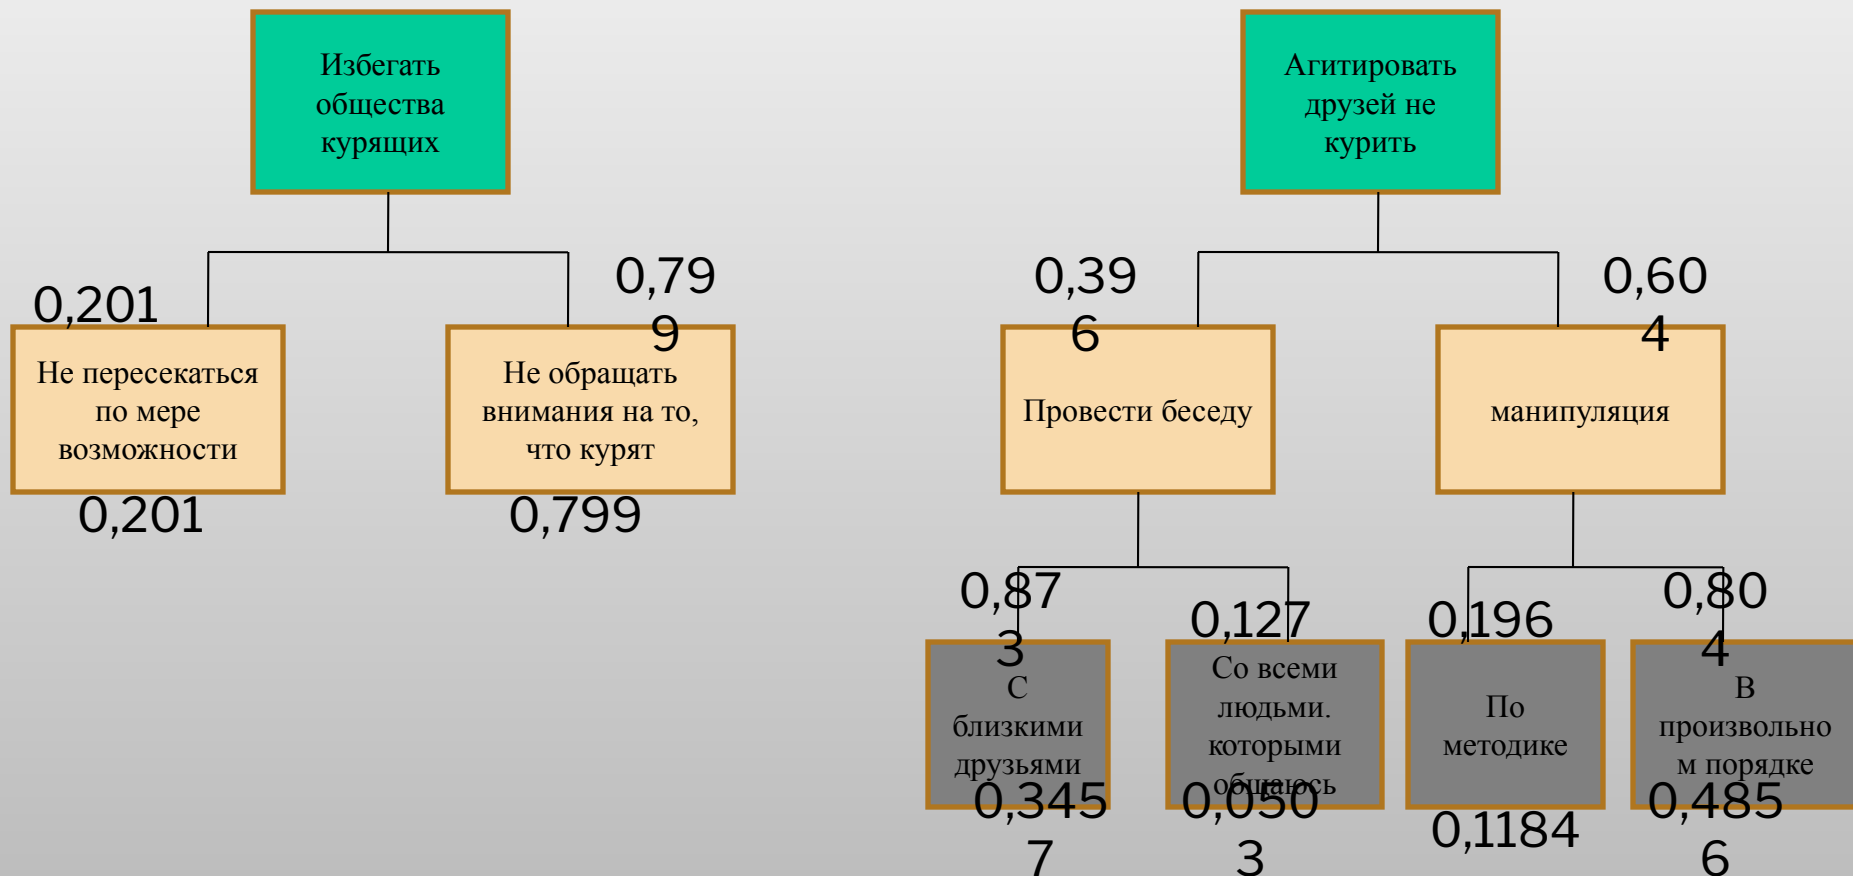 Избегать
общества
курящих
Агитировать
друзей не
курить
0,201
0,79
9
0,39
6
0,60
4
Не пересекаться
по мере
возможности
Не обращать
внимания на то,
что курят
Провести беседу
манипуляция
0,201
0,799
0,87
3
0,127
0,196
0,80
4
С
близкими
друзьями
Со всеми
людьми.
которыми
общаюсь
По
методике
В
произвольно
м порядке
0,345
7
0,050
3
0,1184
0,485
6